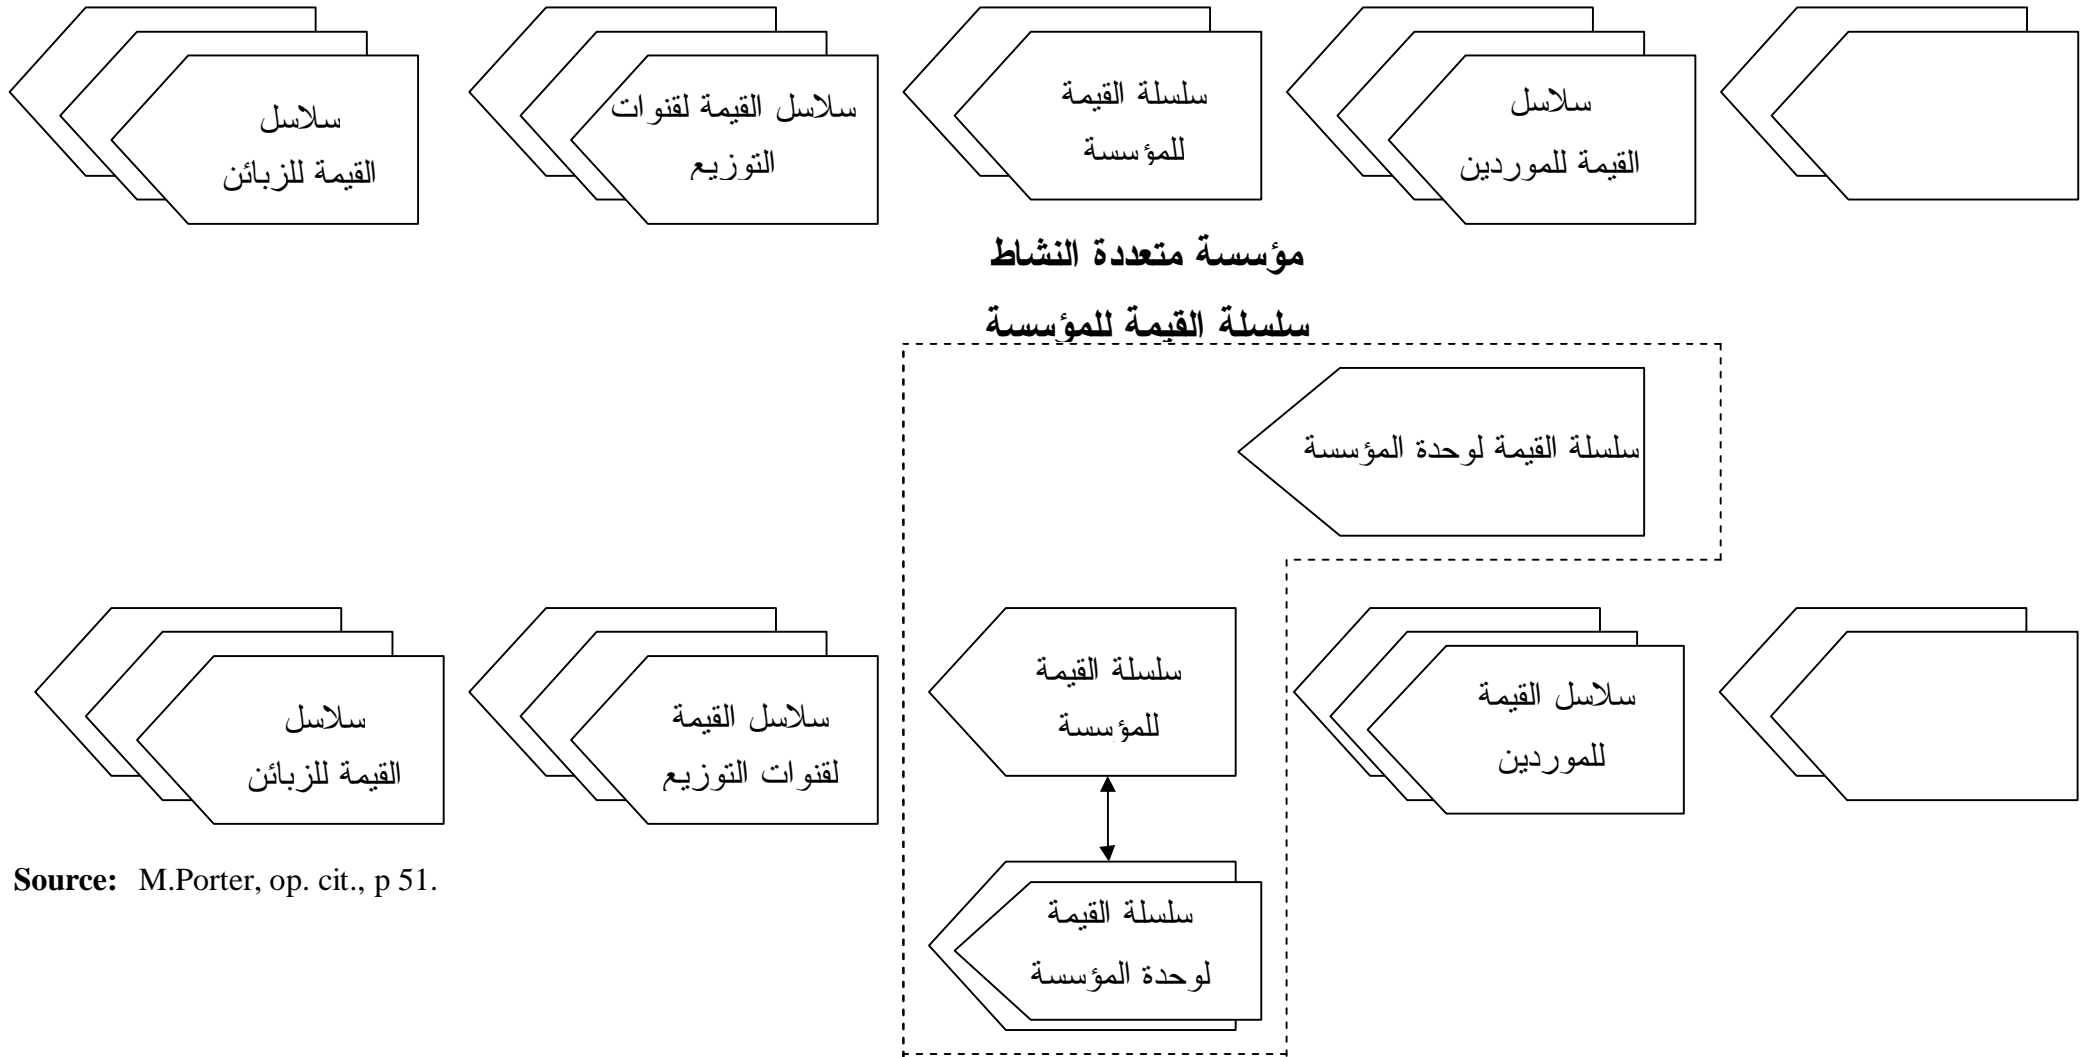 سلاسل
القيمة للموردين
سلسلة القيمة
للمؤسسة
سلاسل القيمة لقنوات
التوزيع
سلاسل
القيمة للزبائن
مؤسسة متعددة النشاط
سلسلة القيمة للمؤسسة
سلسلة القيمة لوحدة المؤسسة
سلاسل القيمة
للموردين
سلسلة القيمة
للمؤسسة
سلاسل القيمة
لقنوات التوزيع
سلاسل
القيمة للزبائن
سلسلة القيمة
لوحدة المؤسسة
Source: M.Porter, op. cit., p 51.